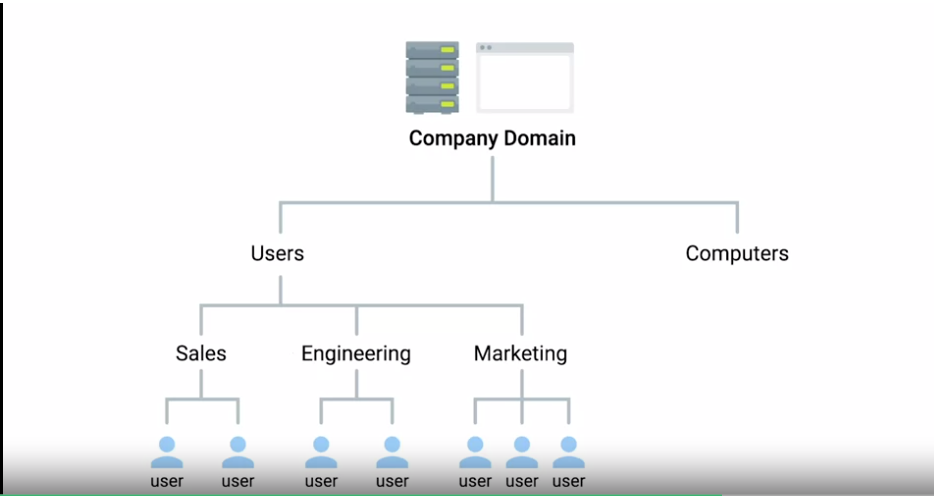 Company Domain
Users
Computers
Sales
Engineering
Marketing
user
user
user
user
user
user
user